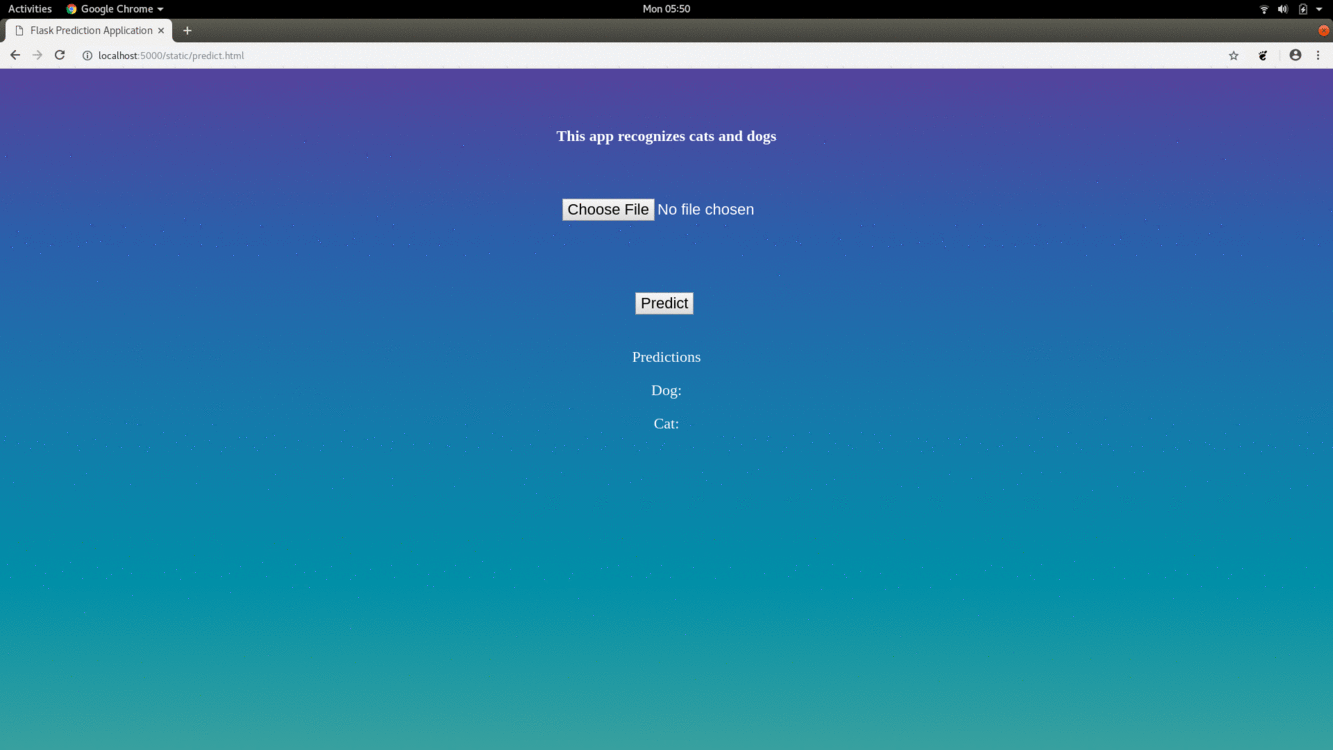 Activities Google Chrome Mon 05:50
Flask Prediction Application
localhost:5000/static/predict.html
This app recognizes cats and dogs
Choose File No file chosen
Predict
Predictions
Dog:
Cat: